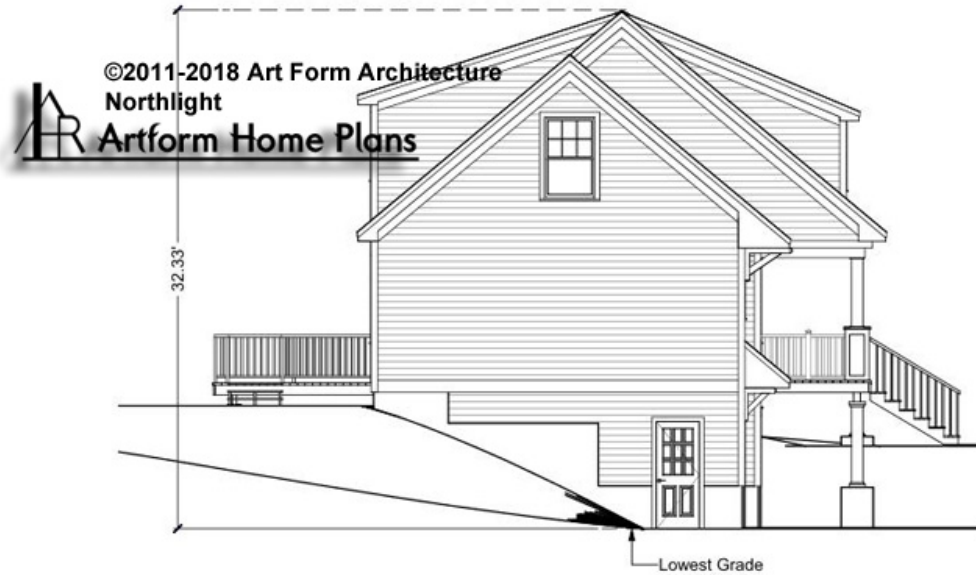 ©2011-2018 Art Form Architecture
Northlight
Artform Home Plans
32.33'
Lowest Grade